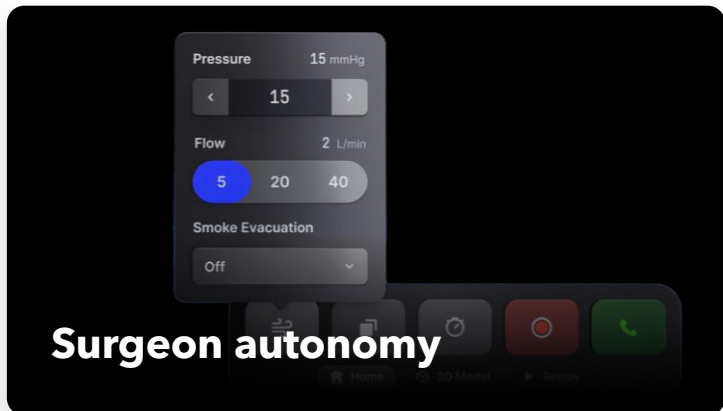 Pressure 15 mmHg
< 15 >
Flow 2 L/min
5 20 40
Smoke Evacuation
Off
Surgeon autonomy
Home 3D Model Replay